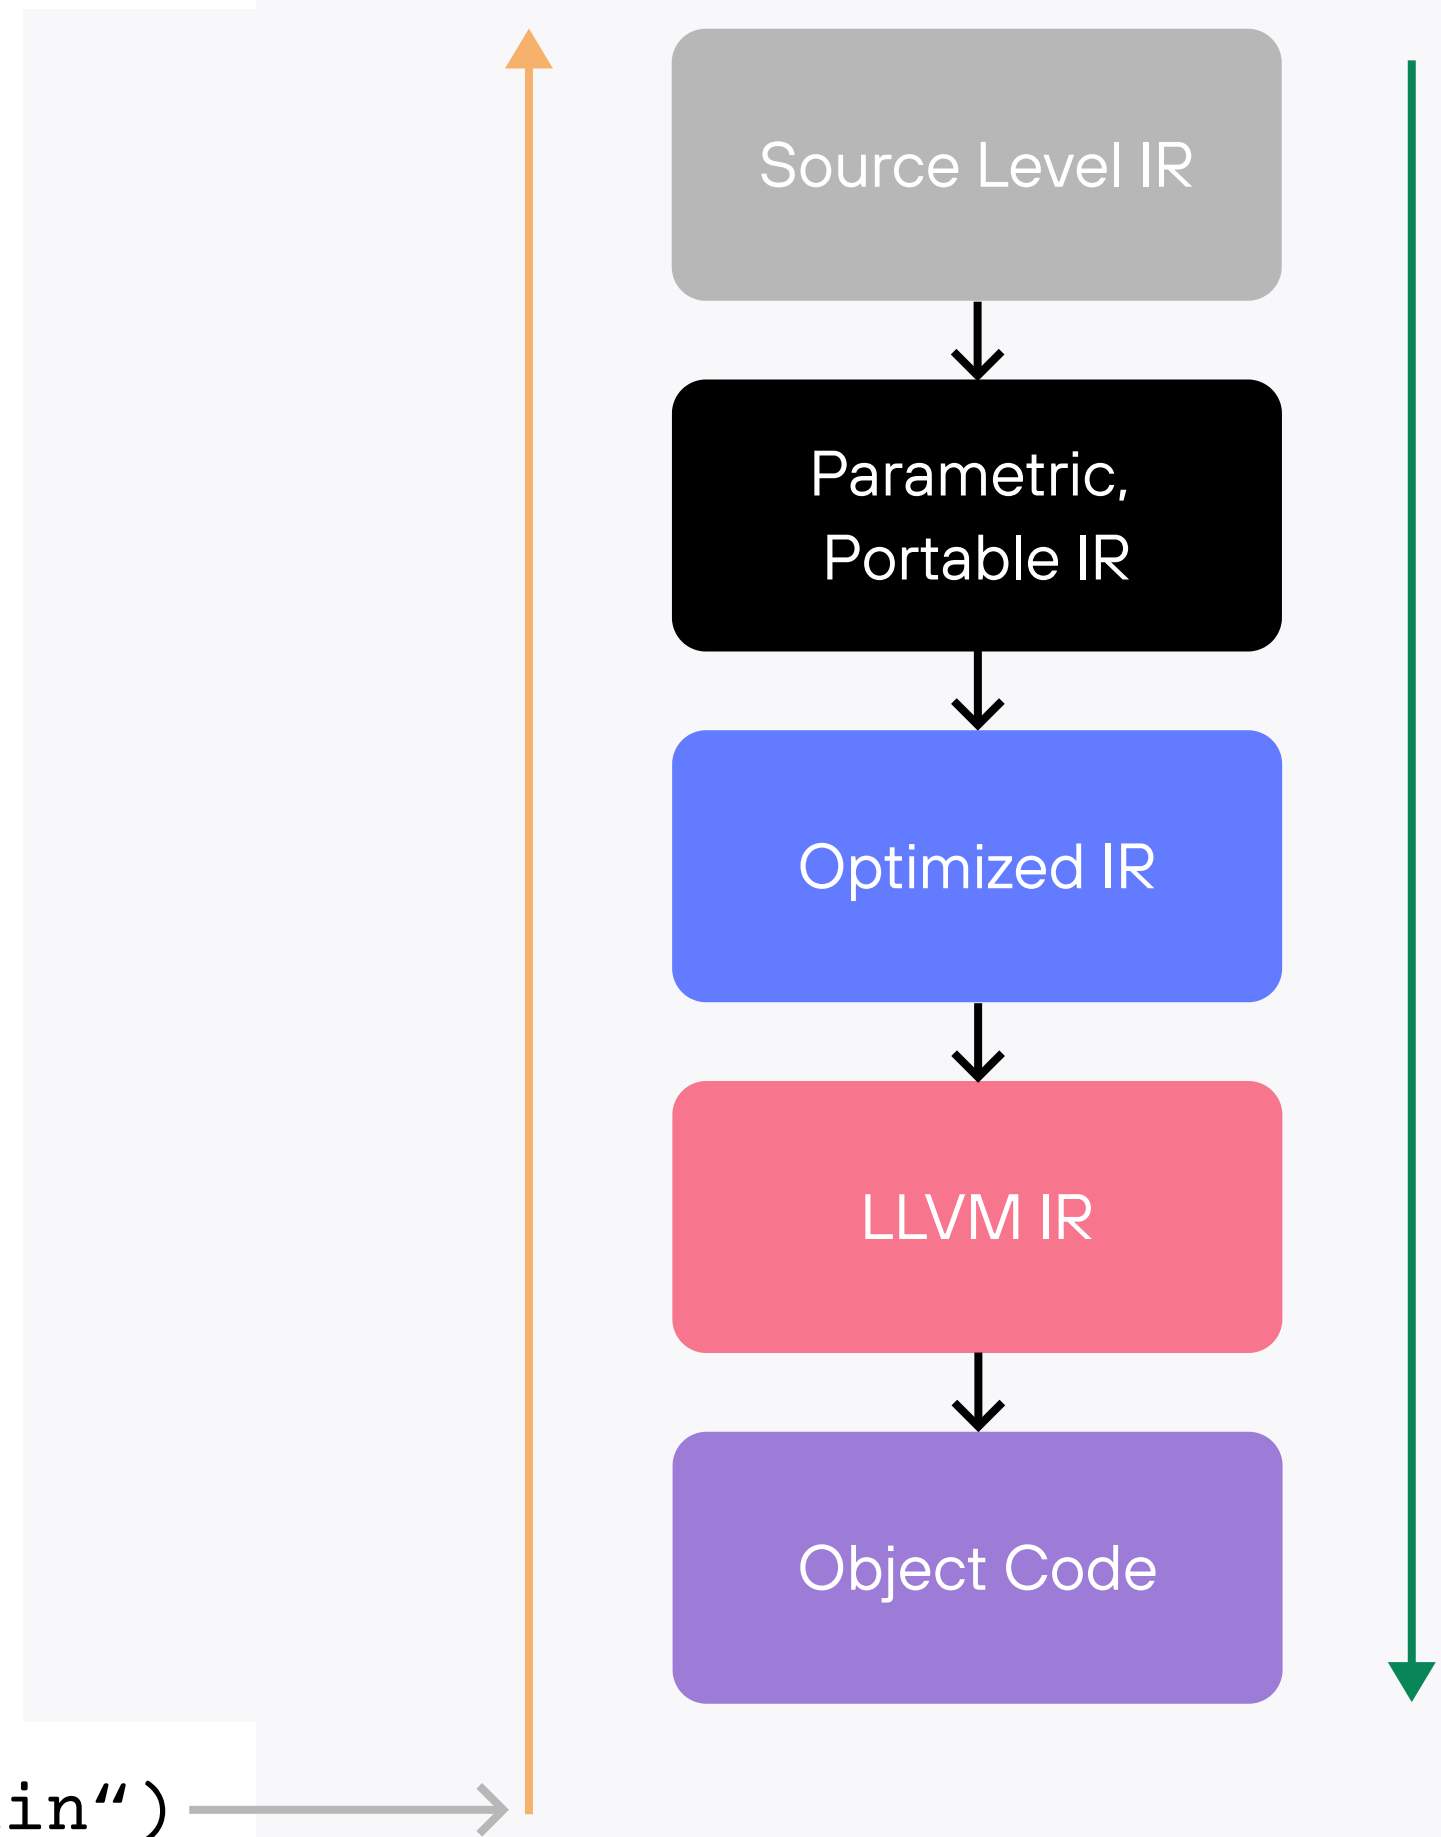 Source Level IR
Parametric,
Portable IR
Optimized IR
LLVM IR
Object Code
in“)